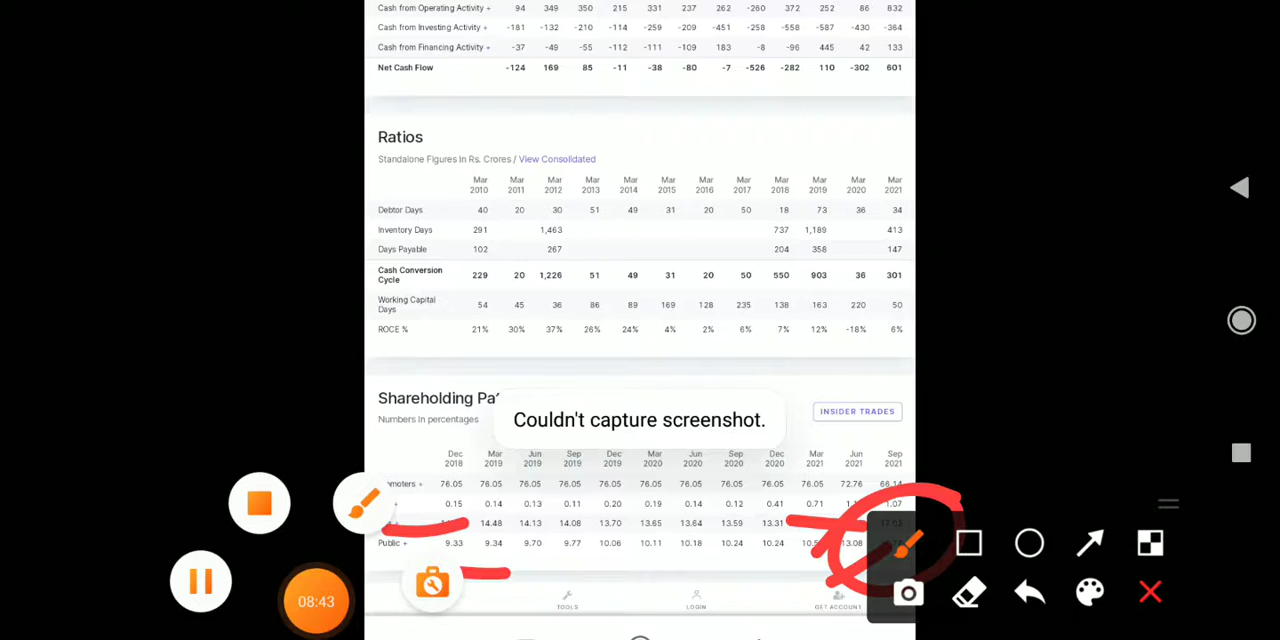 Cash from Operating Activity + 94 349 350 215 331 237 262 -260 372 252 86 832
Cash from Investing Activity + -181 -132 -210 -114 -259 -209 -451 -258 -558 -587 -430 -364
Cash from Financing Activity + -37 -49 -55 -112 -111 -109 183 -8 -96 445 42 133
Net Cash Flow -124 169 85 -11 -38 -80 -7 -526 -282 110 -302 601
Ratios
Standalone Figures in Rs. Crores / View Consolidated
Mar Mar Mar Mar Mar Mar Mar Mar Mar Mar Mar Mar
2010 2011 2012 2013 2014 2015 2016 2017 2018 2019 2020 2021
Debtor Days 40 20 30 51 49 31 20 50 18 73 36 34
Inventory Days 291 1,463 737 1,189 413
Days Payable 102 267 204 358 147
Cash Conversion
Cycle 229 20 1,226 51 49 31 20 50 550 903 36 301
Working Capital
Days 54 45 36 86 89 169 128 235 138 163 220 50
ROCE % 21% 30% 37% 26% 24% 4% 2% 6% 7% 12% -18% 6%
Shareholding Pa
Numbers in percentages
INSIDER TRADES
Couldn't capture screenshot.
Dec Mar Jun Sep Dec Mar Jun Sep Dec Mar Jun Sep
2018 2019 2019 2019 2019 2020 2020 2020 2020 2021 2021 2021
moters + 76.05 76.05 76.05 76.05 76.05 76.05 76.05 76.05 76.05 76.05 72.76 66.14
+ 0.15 0.14 0.13 0.11 0.20 0.19 0.14 0.12 0.41 0.71 1.07
14.48 14.13 14.08 13.70 13.65 13.64 13.59 13.31
Public + 9.33 9.34 9.70 9.77 10.06 10.11 10.18 10.24 10.24 13.08
08:43
TOOLS
LOGIN
GET ACCOUNT